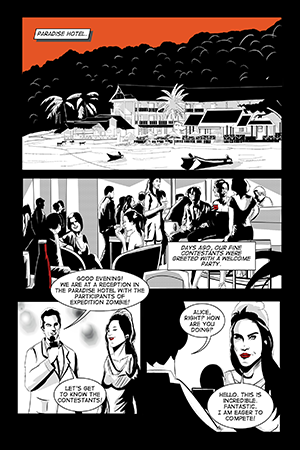 PARADISE HOTEL..
DAYS AGO, OUR FINE
CONTESTANTS WERE
GREETED WITH A WELCOME
PARTY.
GOOD EVENING!
WE ARE AT A RECEPTION IN
THE PARADISE HOTEL WITH THE
PARTICIPANTS OF
EXPEDITION ZOMBIE!
LET'S GET
TO KNOW THE
CONTESTANTS!
ALICE,
RIGHT? HOW
ARE YOU
DOING?
HELLO. THIS IS
INCREDIBLE.
FANTASTIC.
I AM EAGER TO
COMPETE!